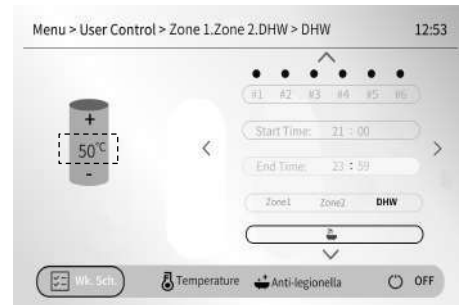 Menu > User Control > Zone 1.Zone 2.DHW > DHW 12:53
#1 #2 #3 #4 #5 #6
+
50℃
-
Start Time: 21 : 00
End Time: 23 : 59
Zone1 Zone2 DHW
Wk. Sch. Temperature Anti-legionella OFF